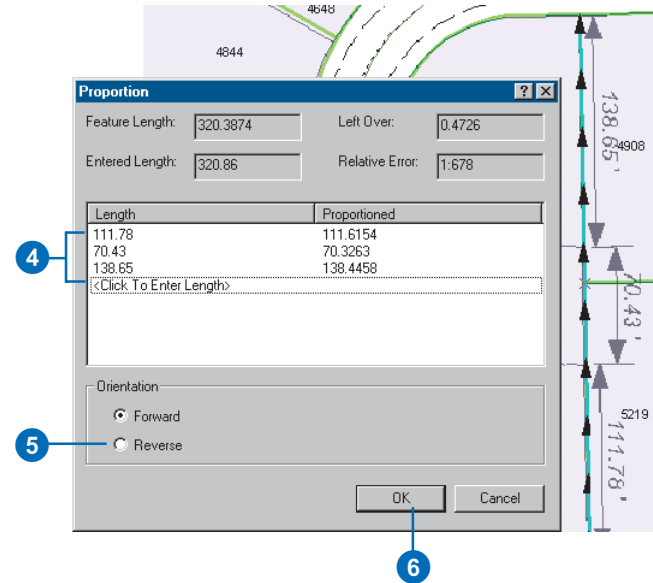 4648
4844
Proportion
Feature Length: 320.3874 Left Over: 0.4726
Entered Length: 320.86 Relative Error: 1:678
Length Proportioned
111.78 111.6154
70.43 70.3263
138.65 138.4458
<Click To Enter Length>
4
Orientation
Forward
Reverse
5
OK Cancel
6
138.65 '
4908
70.43 '
5219
111.78 '